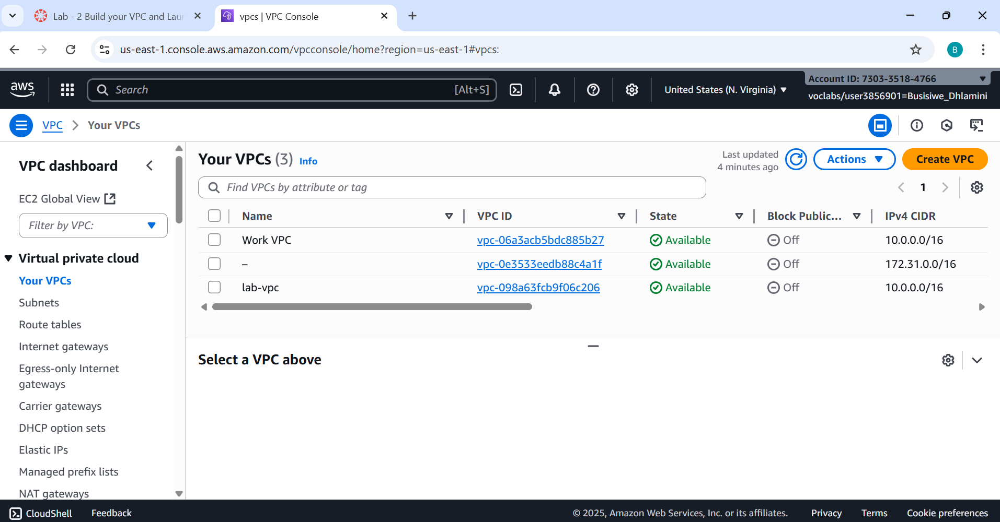 Lab - 2 Build your VPC and Lau
vpcs | VPC Console
us-east-1.console.aws.amazon.com/vpcconsole/home?region=us-east-1#vpcs:
B
aws
Search
[Alt+S]
United States (N. Virginia)
Account ID: 7303-3518-4766
voclabs/user3856901=Busisiwe_Dhlamini
VPC
Your VPCs
VPC dashboard
EC2 Global View
Filter by VPC:
Virtual private cloud
Your VPCs
Subnets
Route tables
Internet gateways
Egress-only Internet
gateways
Carrier gateways
DHCP option sets
Elastic IPs
Managed prefix lists
NAT gateways
Your VPCs (3) Info
Last updated
4 minutes ago
Actions
Create VPC
Find VPCs by attribute or tag
1
Name VPC ID State Block Public... IPv4 CIDR
Work VPC vpc-06a3acb5bdc885b27 Available Off 10.0.0.0/16
– vpc-0e3533eedb88c4a1f Available Off 172.31.0.0/16
lab-vpc vpc-098a63fcb9f06c206 Available Off 10.0.0.0/16
Select a VPC above
CloudShell Feedback © 2025, Amazon Web Services, Inc. or its affiliates. Privacy Terms Cookie preferences